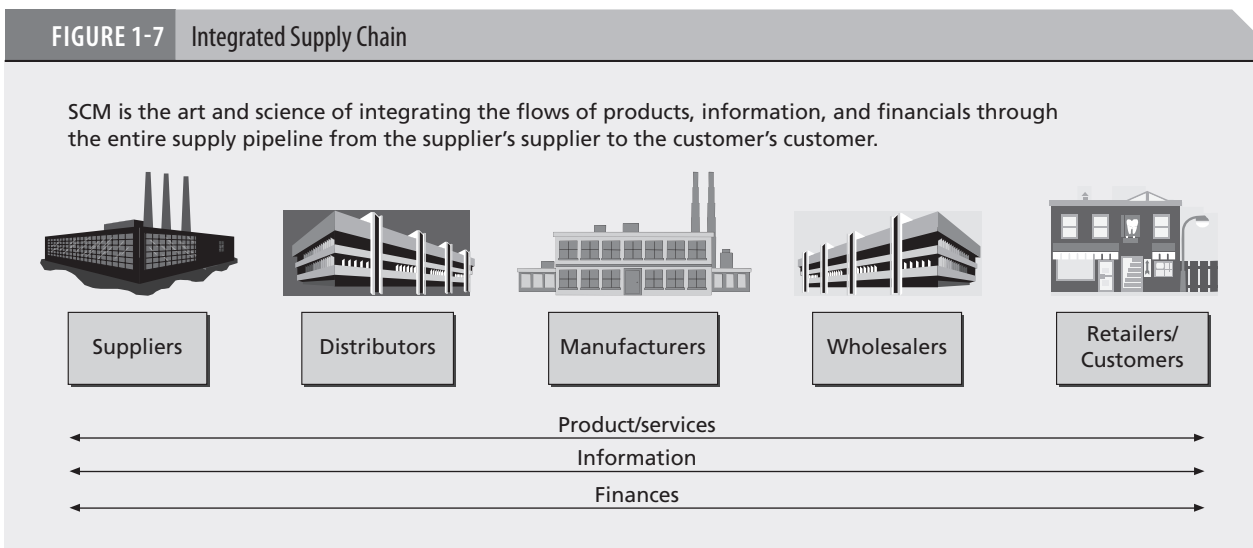 FIGURE 1-7 Integrated Supply Chain
SCM is the art and science of integrating the flows of products, information, and financials through
the entire supply pipeline from the supplier’s supplier to the customer’s customer.
Suppliers
Distributors
Manufacturers
Wholesalers
Retailers/
Customers
Product/services
Information
Finances